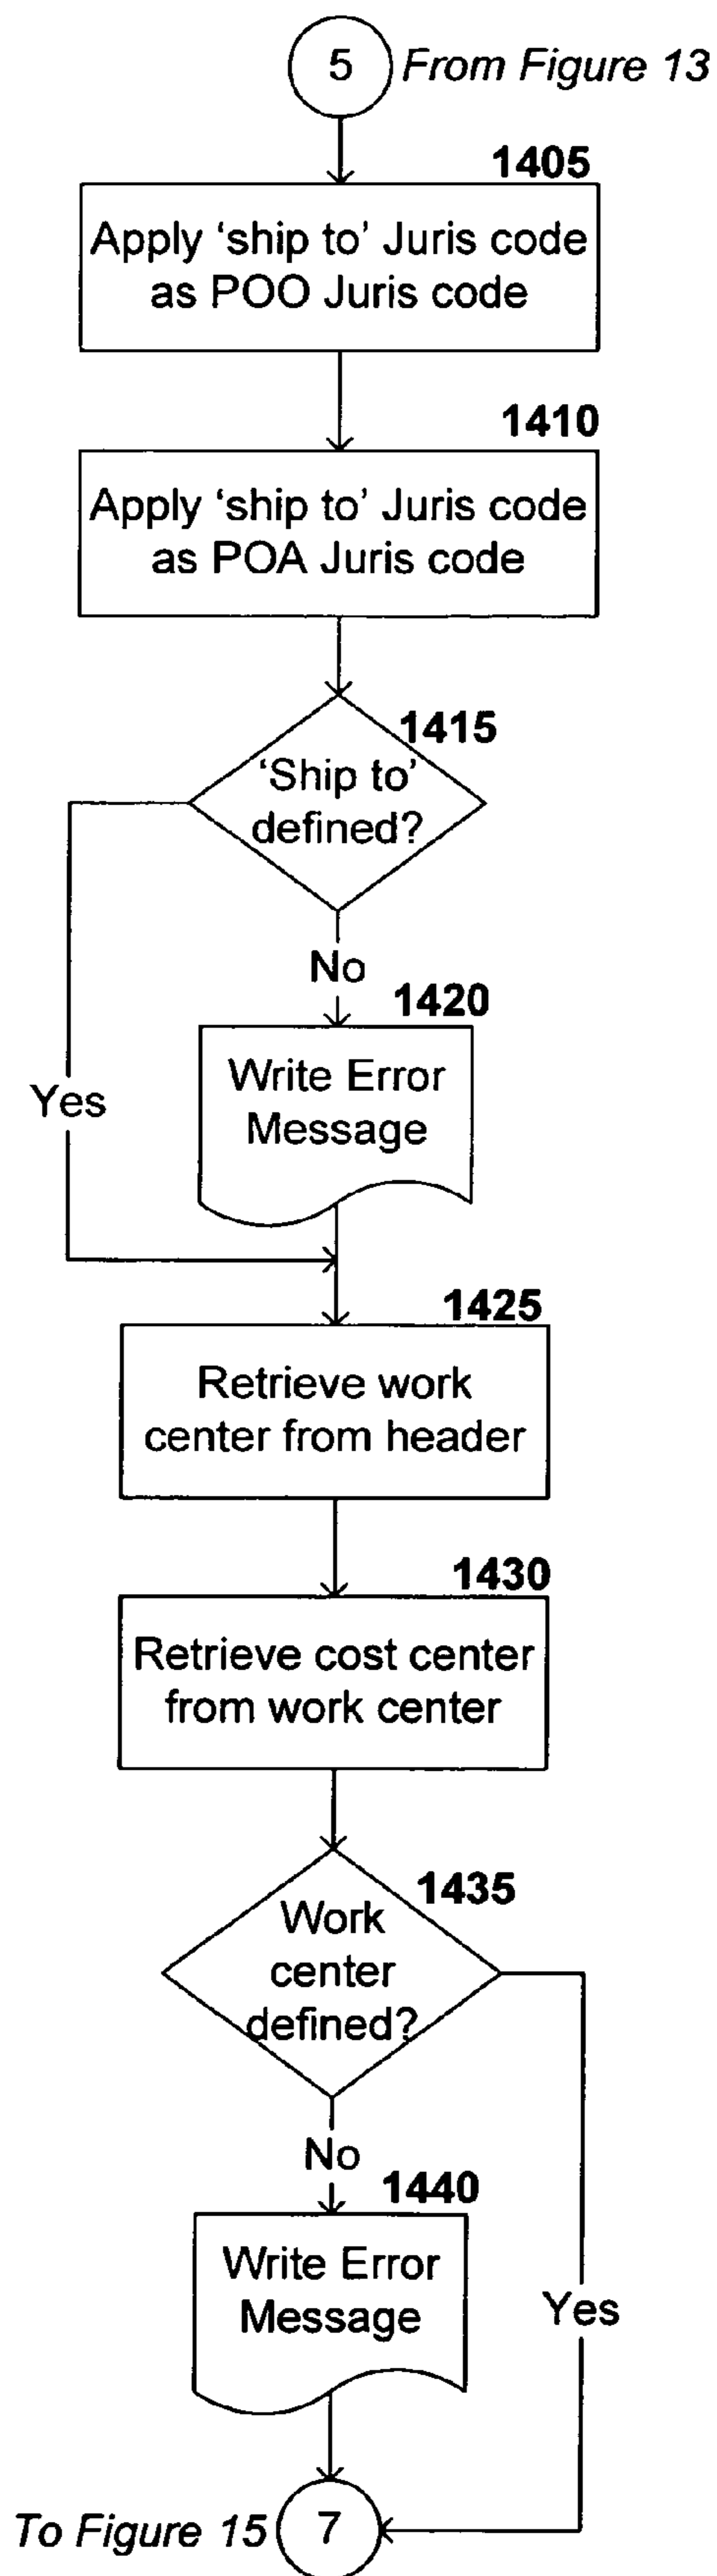 5 From Figure 13
1405
Apply ‘ship to’ Juris code
as POO Juris code
1410
Apply ‘ship to’ Juris code
as POA Juris code
1415
‘Ship to’
defined?
No
1420
Write Error
Message
Yes
1425
Retrieve work
center from header
1430
Retrieve cost center
from work center
1435
Work
center
defined?
No
1440
Write Error
Message
Yes
To Figure 15 7